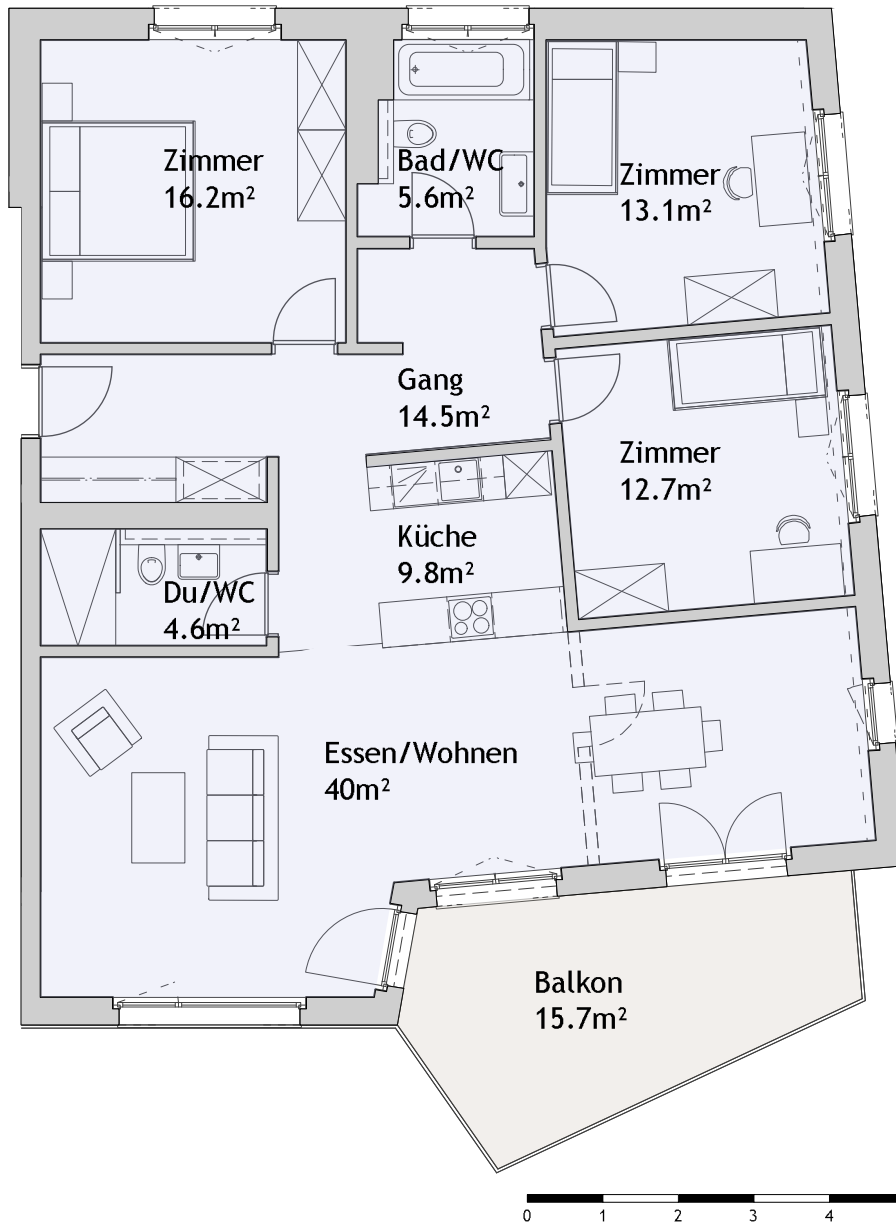 Zimmer
16.2m²
Bad/WC
5.6m²
Zimmer
13.1m²
Gang
14.5m²
Zimmer
12.7m²
Küche
9.8m²
Du/WC
4.6m²
Essen/Wohnen
40m²
Balkon
15.7m²
0 1 2 3 4